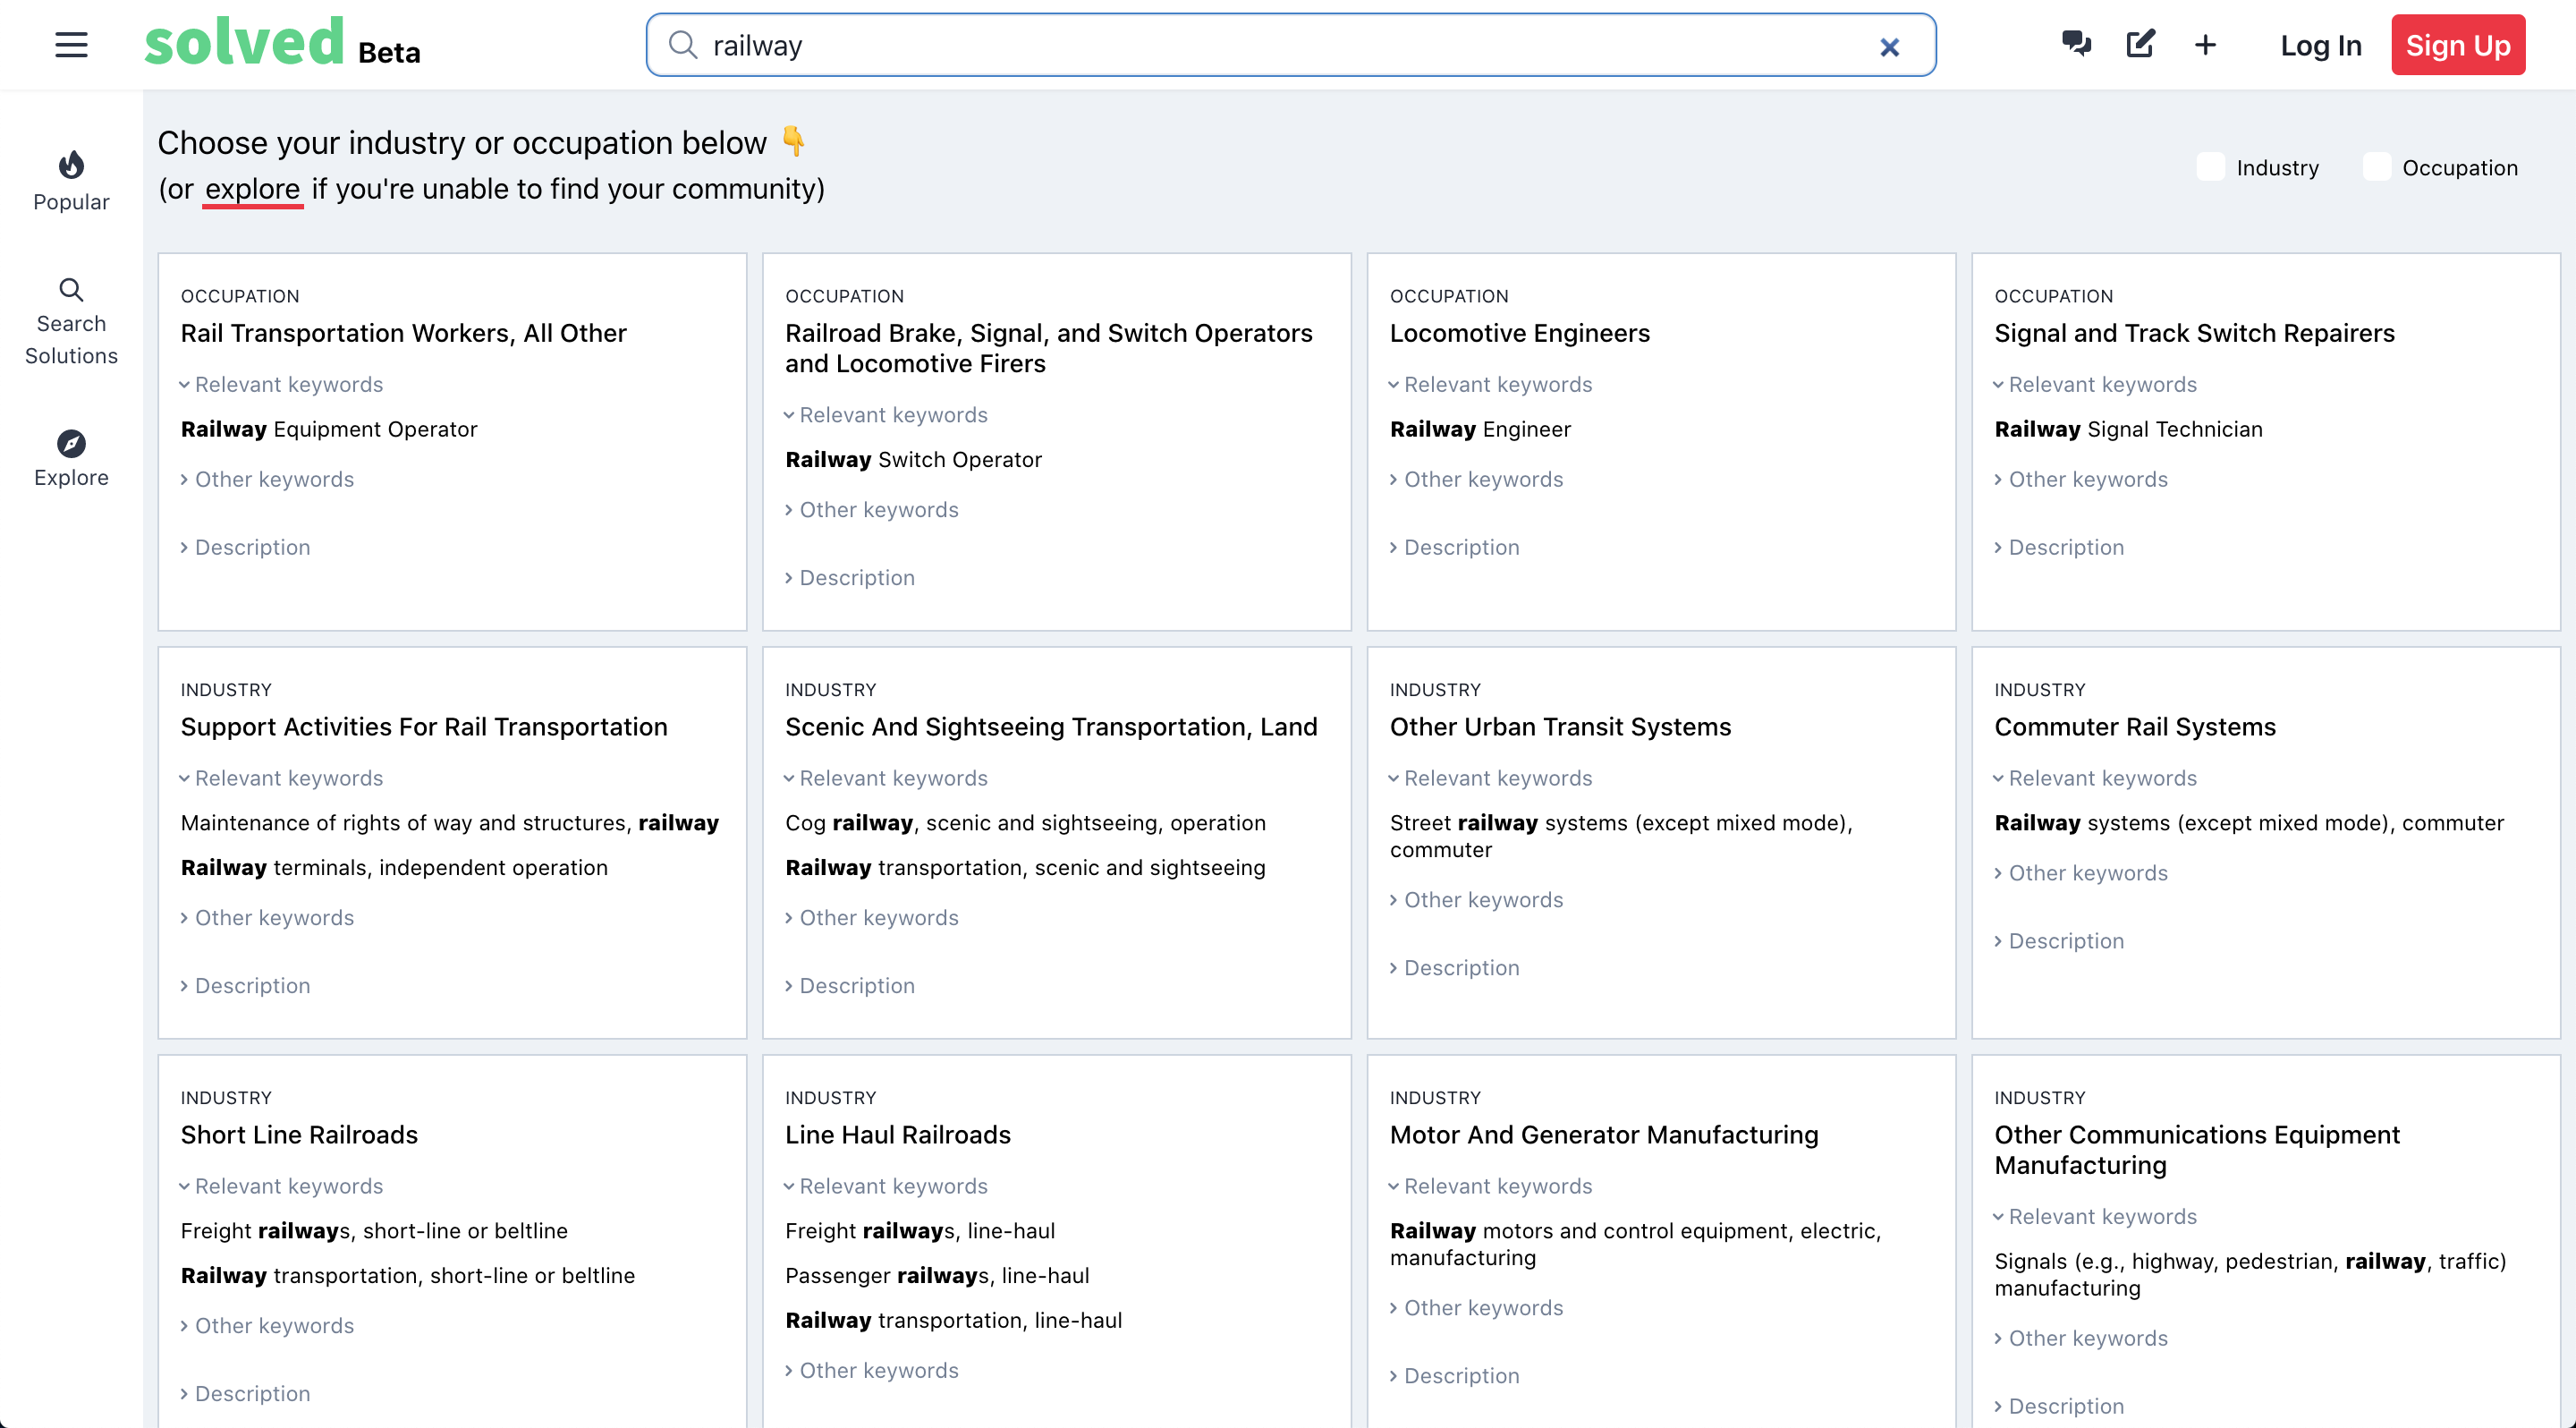 solved Beta
railway
Log In
Sign Up
Popular
Search
Solutions
Explore
Choose your industry or occupation below 👇
(or explore if you're unable to find your community)
Industry
Occupation
OCCUPATION
Rail Transportation Workers, All Other
Relevant keywords
Railway Equipment Operator
Other keywords
Description
OCCUPATION
Railroad Brake, Signal, and Switch Operators
and Locomotive Firers
Relevant keywords
Railway Switch Operator
Other keywords
Description
OCCUPATION
Locomotive Engineers
Relevant keywords
Railway Engineer
Other keywords
Description
OCCUPATION
Signal and Track Switch Repairers
Relevant keywords
Railway Signal Technician
Other keywords
Description
INDUSTRY
Support Activities For Rail Transportation
Relevant keywords
Maintenance of rights of way and structures, railway
Railway terminals, independent operation
Other keywords
Description
INDUSTRY
Scenic And Sightseeing Transportation, Land
Relevant keywords
Cog railway, scenic and sightseeing, operation
Railway transportation, scenic and sightseeing
Other keywords
Description
INDUSTRY
Other Urban Transit Systems
Relevant keywords
Street railway systems (except mixed mode),
commuter
Other keywords
Description
INDUSTRY
Commuter Rail Systems
Relevant keywords
Railway systems (except mixed mode), commuter
Other keywords
Description
INDUSTRY
Short Line Railroads
Relevant keywords
Freight railways, short-line or beltline
Railway transportation, short-line or beltline
Other keywords
Description
INDUSTRY
Line Haul Railroads
Relevant keywords
Freight railways, line-haul
Passenger railways, line-haul
Railway transportation, line-haul
Other keywords
INDUSTRY
Motor And Generator Manufacturing
Relevant keywords
Railway motors and control equipment, electric,
manufacturing
Other keywords
Description
INDUSTRY
Other Communications Equipment
Manufacturing
Relevant keywords
Signals (e.g., highway, pedestrian, railway, traffic)
manufacturing
Other keywords
Description